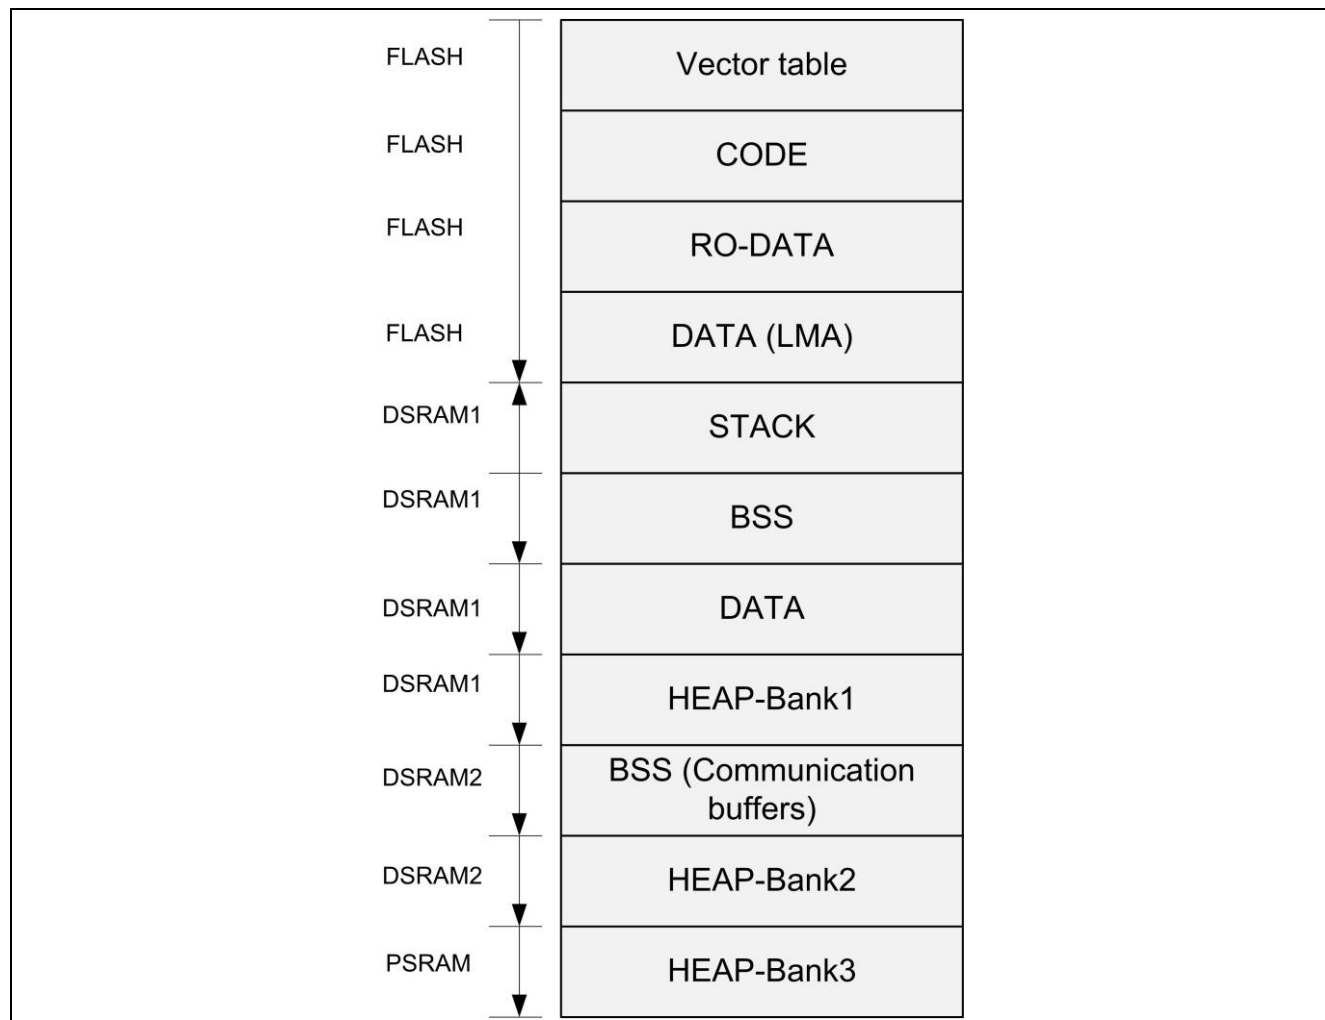 FLASH
Vector table
FLASH
CODE
FLASH
RO-DATA
FLASH
DATA (LMA)
DSRAM1
STACK
DSRAM1
BSS
DSRAM1
DATA
DSRAM1
HEAP-Bank1
DSRAM2
BSS (Communication
buffers)
DSRAM2
HEAP-Bank2
PSRAM
HEAP-Bank3